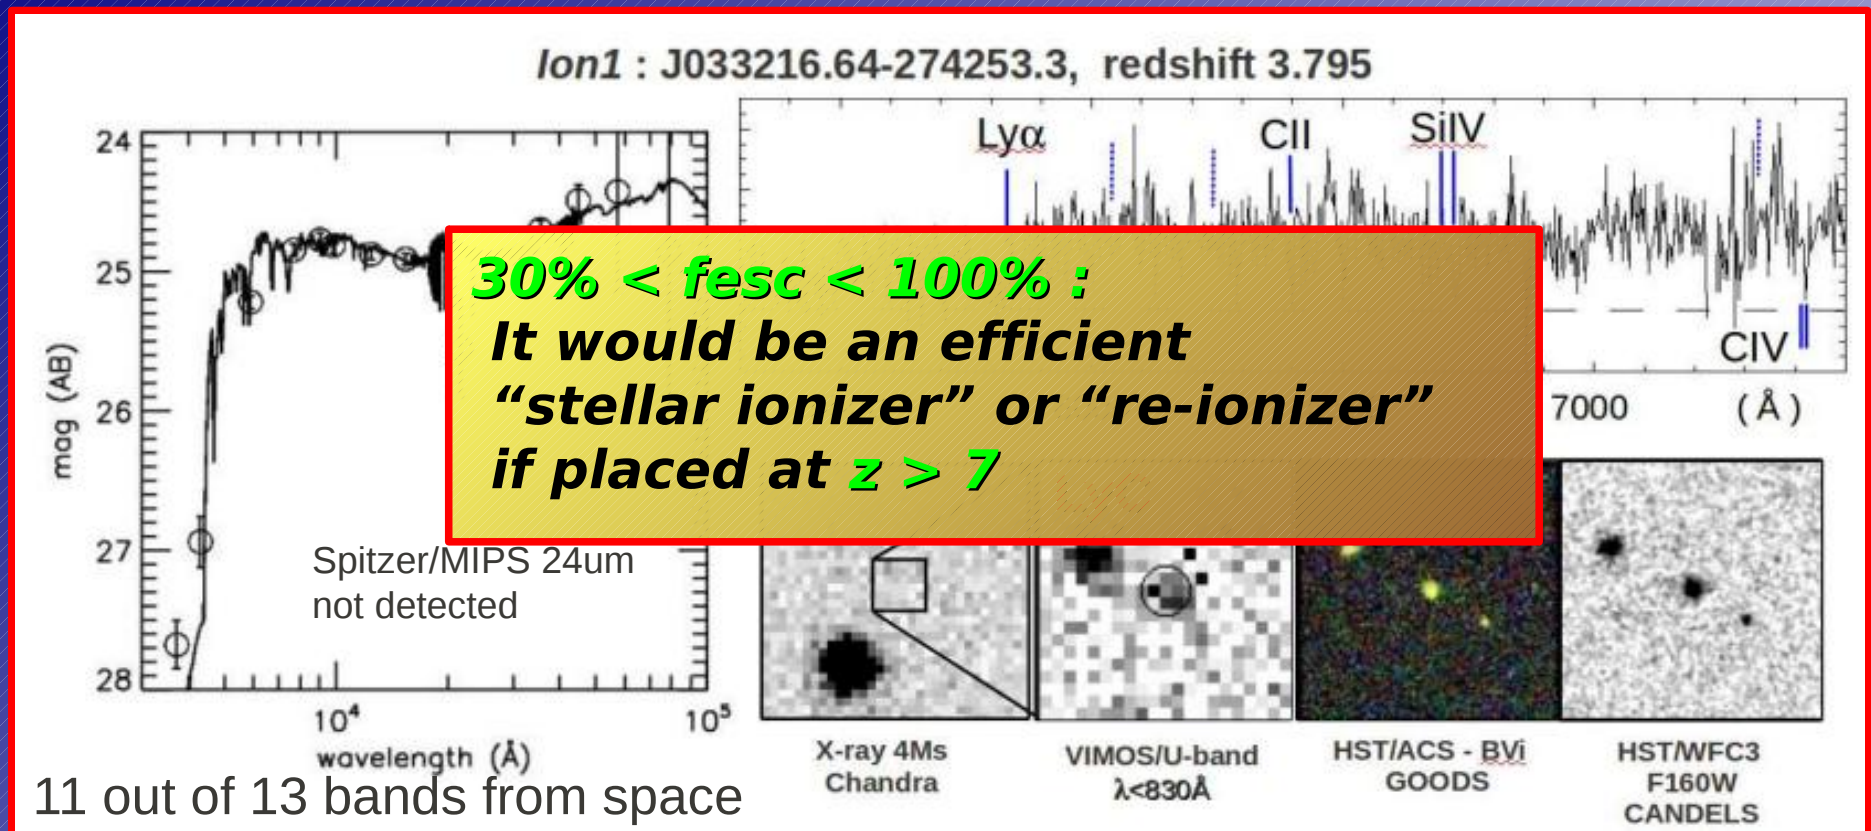 Ion1 : J033216.64-274253.3, redshift 3.795
Lyα
CII
SiIV
CIV
24
25
26
27
28
mag (AB)
10⁴
10⁵
wavelength (Å)
Spitzer/MIPS 24um
not detected
30% < fesc < 100% :
It would be an efficient
“stellar ionizer” or “re-ionizer”
if placed at z > 7
7000
( Å )
X-ray 4Ms
Chandra
VIMOS/U-band
λ<830Å
HST/ACS - BVi
GOODS
HST/WFC3
F160W
CANDELS
11 out of 13 bands from space